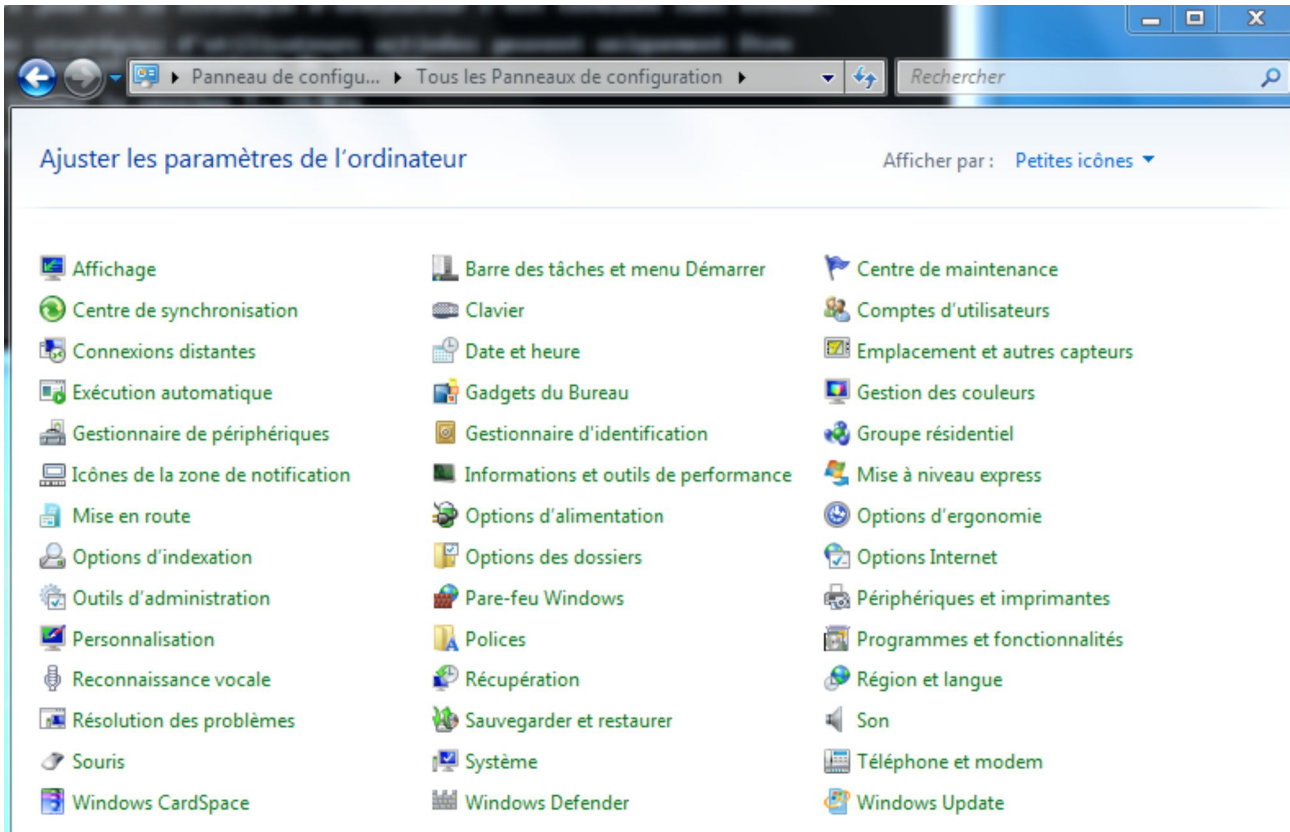 Panneau de configu... Tous les Panneaux de configuration Rechercher
Ajuster les paramètres de l'ordinateur Afficher par : Petites icônes
Affichage Barre des tâches et menu Démarrer Centre de maintenance
Centre de synchronisation Clavier Comptes d'utilisateurs
Connexions distantes Date et heure Emplacement et autres capteurs
Exécution automatique Gadgets du Bureau Gestion des couleurs
Gestionnaire de périphériques Gestionnaire d'identification Groupe résidentiel
Icônes de la zone de notification Informations et outils de performance Mise à niveau express
Mise en route Options d'alimentation Options d'ergonomie
Options d'indexation Options des dossiers Options Internet
Outils d'administration Pare-feu Windows Périphériques et imprimantes
Personnalisation Polices Programmes et fonctionnalités
Reconnaissance vocale Récupération Région et langue
Résolution des problèmes Sauvegarder et restaurer Son
Souris Système Téléphone et modem
Windows CardSpace Windows Defender Windows Update